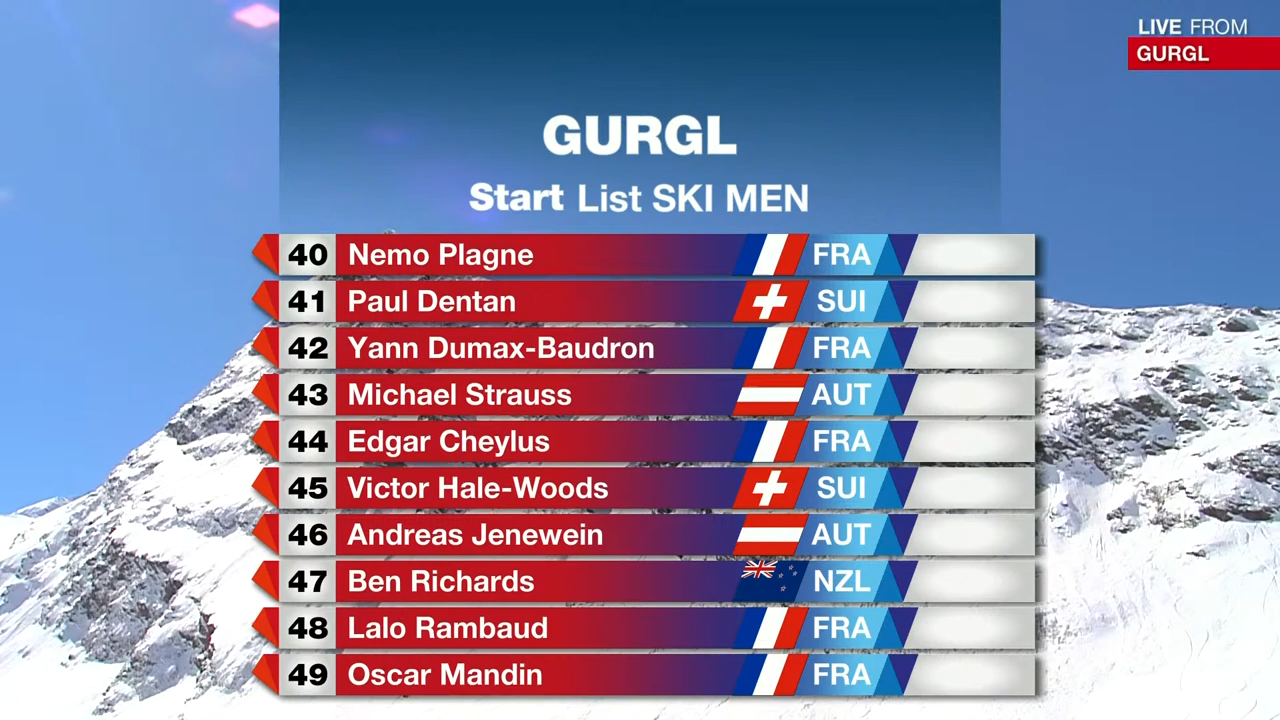 LIVE FROM
GURGL
GURGL
Start List SKI MEN
40 Nemo Plagne FRA
41 Paul Dentan SUI
42 Yann Dumax-Baudron FRA
43 Michael Strauss AUT
44 Edgar Cheylus FRA
45 Victor Hale-Woods SUI
46 Andreas Jenewein AUT
47 Ben Richards NZL
48 Lalo Rambaud FRA
49 Oscar Mandin FRA